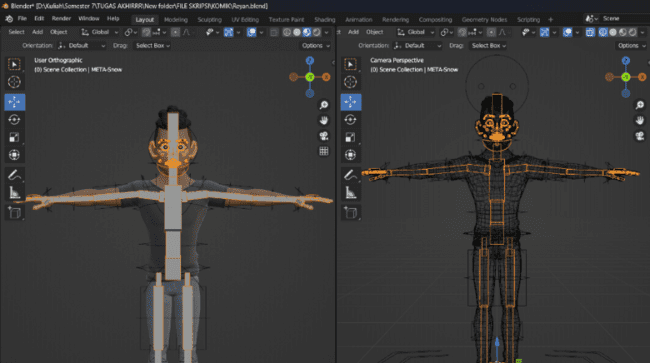 Blender* [D:\Kuliah\Semester 7\TUGAS AKHIRRR\New folder\FILE SKRIPSI\KOMIK\Reyan.blend]
File Edit Render Window Help Layout Modeling Sculpting UV Editing Texture Paint Shading Animation Rendering Compositing Geometry Nodes Scripting Scene
Select Add Object Global Add Object Global
Orientation: Default Drag: Select Box Options Orientation: Default Drag: Select Box Options
User Orthographic Camera Perspective
(0) Scene Collection | META-Snow (0) Scene Collection | META-Snow